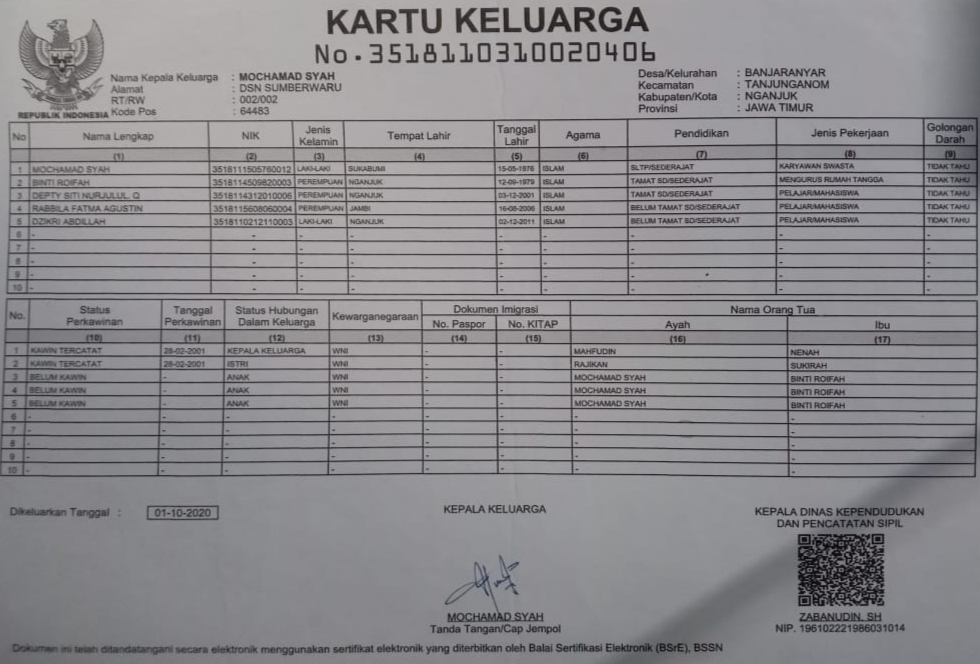 KARTU KELUARGA
No. 3518110310020406
REPUBLIK INDONESIA
Nama Kepala Keluarga : MOCHAMAD SYAH
Alamat : DSN SUMBERWARU
RT/RW : 002/002
Kode Pos : 64483
Desa/Kelurahan : BANJARANYAR
Kecamatan : TANJUNGANOM
Kabupaten/Kota : NGANJUK
Provinsi : JAWA TIMUR
No Nama Lengkap NIK Jenis Kelamin Tempat Lahir Tanggal Lahir Agama Pendidikan Jenis Pekerjaan Golongan Darah
(1) (2) (3) (4) (5) (6) (7) (8) (9)
1 MOCHAMAD SYAH 3518111505760012 LAKI-LAKI SUKABUMI 15-05-1976 ISLAM SLTP/SEDERAJAT KARYAWAN SWASTA TIDAK TAHU
2 BINTI ROIFAH 3518114509820003 PEREMPUAN NGANJUK 12-09-1979 ISLAM TAMAT SD/SEDERAJAT MENGURUS RUMAH TANGGA TIDAK TAHU
3 DEPTY SITI NURJULUL. Q 3518114312010006 PEREMPUAN NGANJUK 03-12-2001 ISLAM TAMAT SD/SEDERAJAT PELAJAR/MAHASISWA TIDAK TAHU
4 RABBILA FATMA AGUSTIN 3518115608060004 PEREMPUAN JAMBI 16-08-2006 ISLAM BELUM TAMAT SD/SEDERAJAT PELAJAR/MAHASISWA TIDAK TAHU
5 DZIKRI ABDILLAH 3518110212110003 LAKI-LAKI NGANJUK 02-12-2011 ISLAM BELUM TAMAT SD/SEDERAJAT PELAJAR/MAHASISWA TIDAK TAHU
6 - - - - - - - - -
7 - - - - - - - - -
8 - - - - - - - - -
9 - - - - - - - - -
10 - - - - - - - - -
No. Status Perkawinan Tanggal Perkawinan Status Hubungan Dalam Keluarga Kewarganegaraan Dokumen Imigrasi Nama Orang Tua
No. Paspor No. KITAP Ayah Ibu
(10) (11) (12) (13) (14) (15) (16) (17)
1 KAWIN TERCATAT 28-02-2001 KEPALA KELUARGA WNI - - MAHFUDIN NENAH
2 KAWIN TERCATAT 28-02-2001 ISTRI WNI - - RAJIKAN SUKIRAH
3 BELUM KAWIN - ANAK WNI - - MOCHAMAD SYAH BINTI ROIFAH
4 BELUM KAWIN - ANAK WNI - - MOCHAMAD SYAH BINTI ROIFAH
5 BELUM KAWIN - ANAK WNI - - MOCHAMAD SYAH BINTI ROIFAH
6 - - - - - - - -
7 - - - - - - - -
8 - - - - - - - -
9 - - - - - - - -
10 - - - - - - - -
Dikeluarkan Tanggal : 01-10-2020
KEPALA KELUARGA
MOCHAMAD SYAH
Tanda Tangan/Cap Jempol
KEPALA DINAS KEPENDUDUKAN
DAN PENCATATAN SIPIL
ZABANUDIN, SH
NIP. 196102221986031014
Dokumen ini telah ditandatangani secara elektronik menggunakan sertifikat elektronik yang diterbitkan oleh Balai Sertifikasi Elektronik (BSrE), BSSN